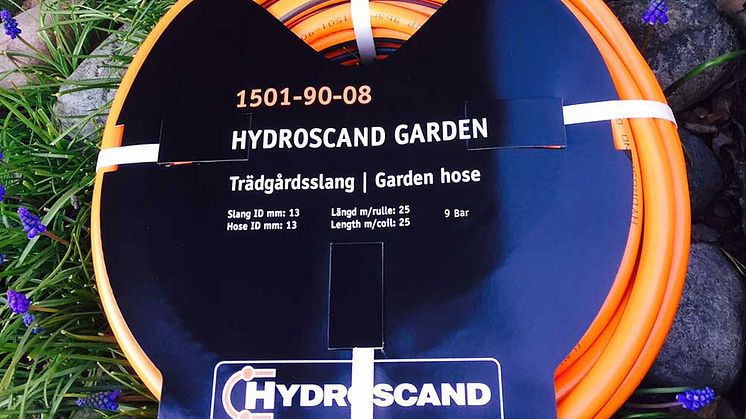 1501-90-08
HYDROSCAND GARDEN
Trädgårdsslang | Garden hose
Slang ID mm: 13 Längd m/rulle: 25 9 Bar
Hose ID mm: 13 Length m/coil: 25
HYDROSCAND